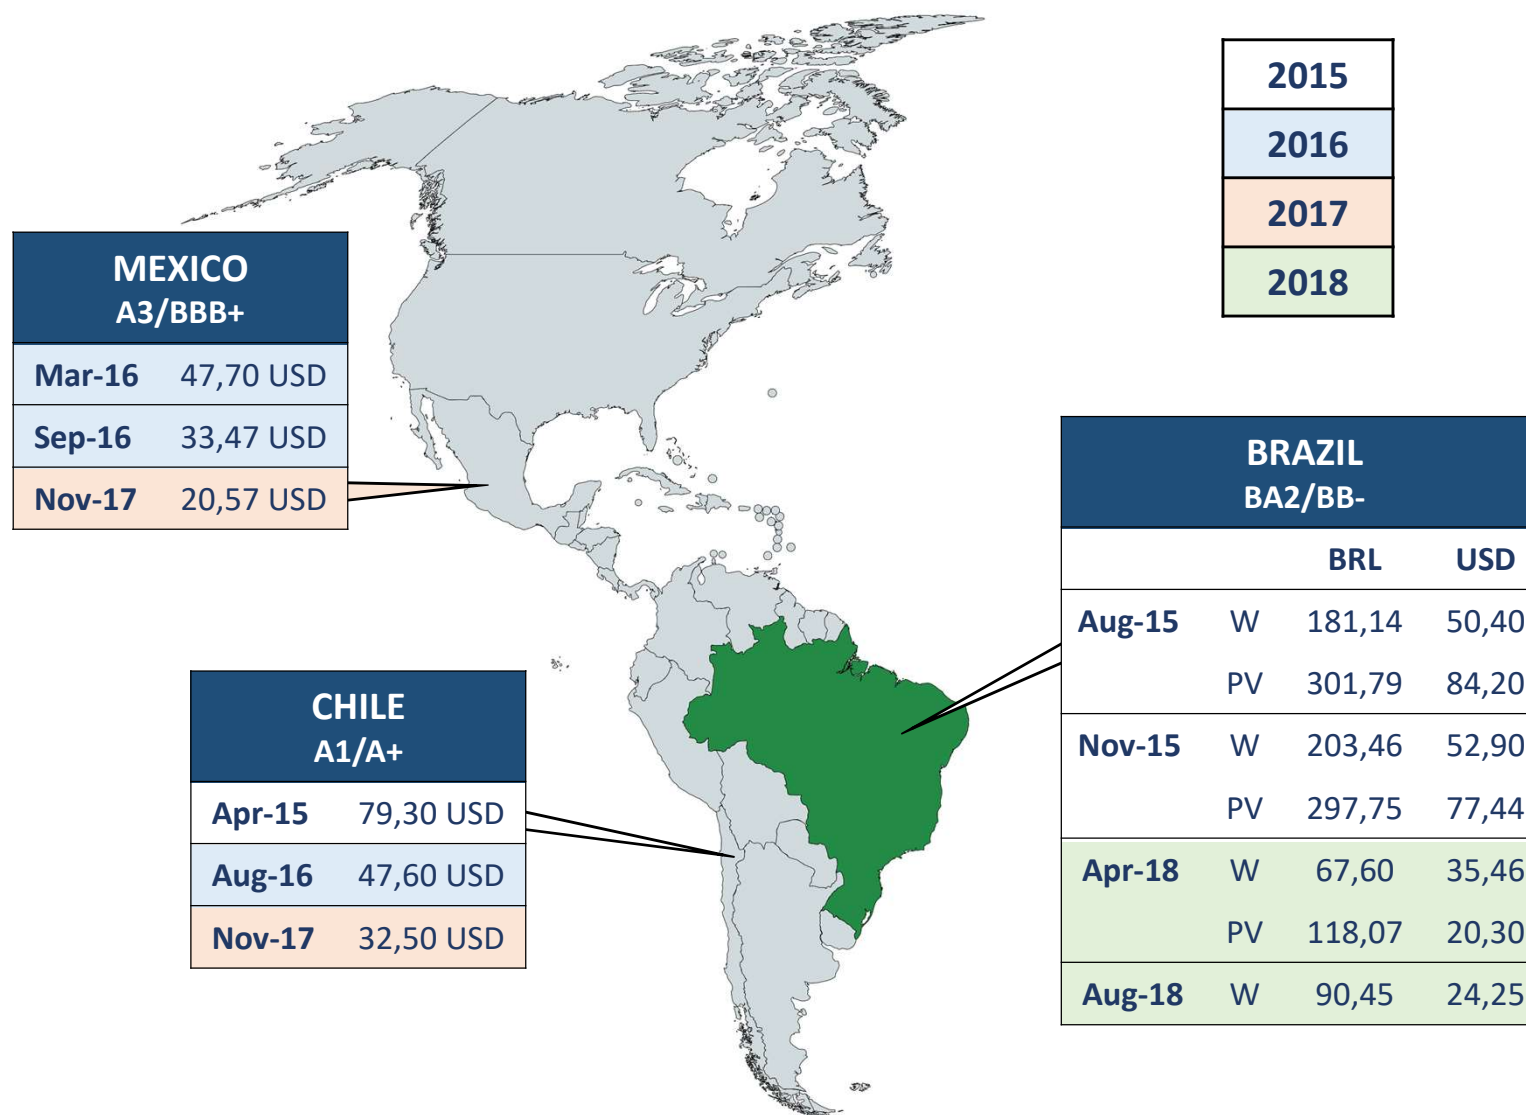 2015
2016
2017
2018
MEXICO
A3/BBB+
Mar-16 47,70 USD
Sep-16 33,47 USD
Nov-17 20,57 USD
CHILE
A1/A+
Apr-15 79,30 USD
Aug-16 47,60 USD
Nov-17 32,50 USD
BRAZIL
BA2/BB-
BRL USD
Aug-15 W 181,14 50,40
PV 301,79 84,20
Nov-15 W 203,46 52,90
PV 297,75 77,44
Apr-18 W 67,60 35,46
PV 118,07 20,30
Aug-18 W 90,45 24,25